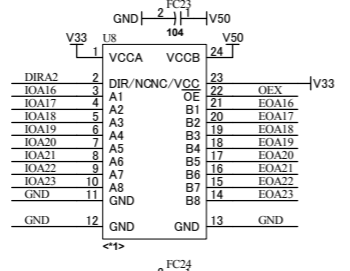 FC23
GND 2 1 V50
104
V33 U8 V50
1 VCCA VCCB 24
DIRA2 2 DIR/NC NC/VCC 23 V33
IOA16 3 A1 OE 22 OEX
IOA17 4 A2 B1 21 EOA16
IOA18 5 A3 B2 20 EOA17
IOA19 6 A4 B3 19 EOA18
IOA20 7 A5 B4 18 EOA19
IOA21 8 A6 B5 17 EOA20
IOA22 9 A7 B6 16 EOA21
IOA23 10 A8 B7 15 EOA22
GND 11 GND B8 14 EOA23
GND 12 GND GND 13 GND
<*1>
FC24